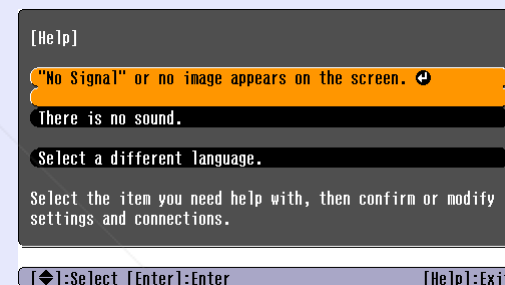 [Help]
"No Signal" or no image appears on the screen.
There is no sound.
Select a different language.
Select the item you need help with, then confirm or modify
settings and connections.
[◆]:Select [Enter]:Enter [Help]:Exi